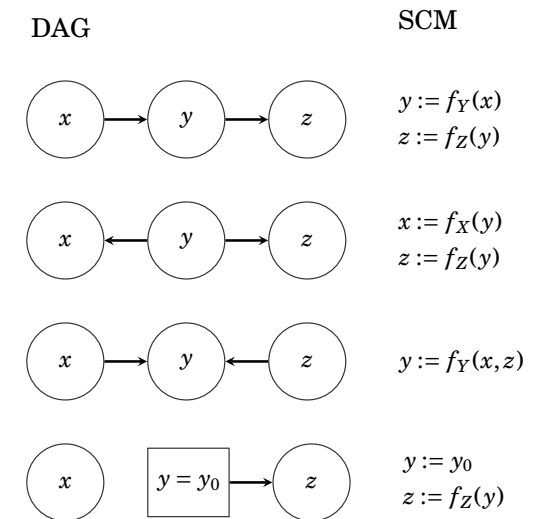 DAG SCM
x y z y := f_Y(x)
z := f_Z(y)
x y z x := f_X(y)
z := f_Z(y)
x y z y := f_Y(x,z)
x y = y_0 z y := y_0
z := f_Z(y)